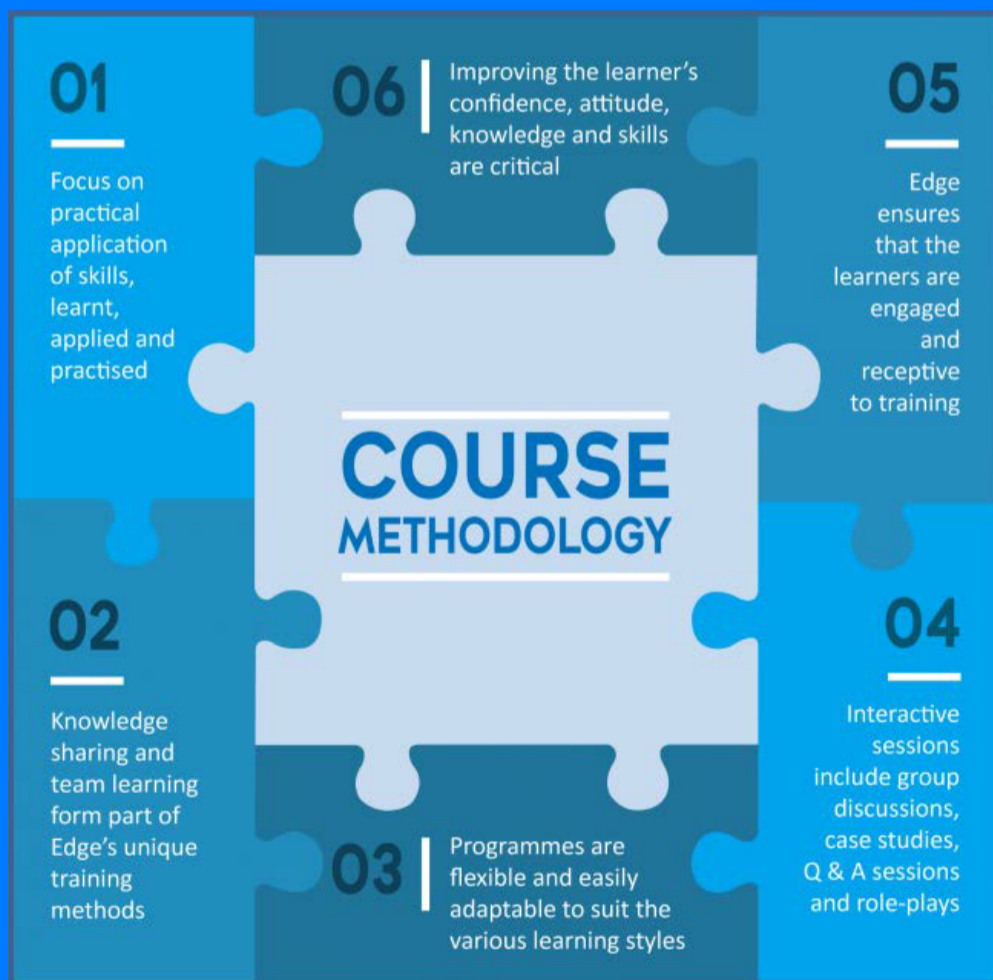 COURSE
METHODOLOGY
01
Focus on
practical
application
of skills,
learnt,
applied and
practised
02
Knowledge
sharing and
team learning
form part of
Edge's unique
training
methods
03
Programmes are
flexible and easily
adaptable to suit the
various learning styles
04
Interactive
sessions
include group
discussions,
case studies,
Q & A sessions
and role-plays
05
Edge
ensures
that the
learners are
engaged
and
receptive
to training
06
Improving the learner's
confidence, attitude,
knowledge and skills
are critical